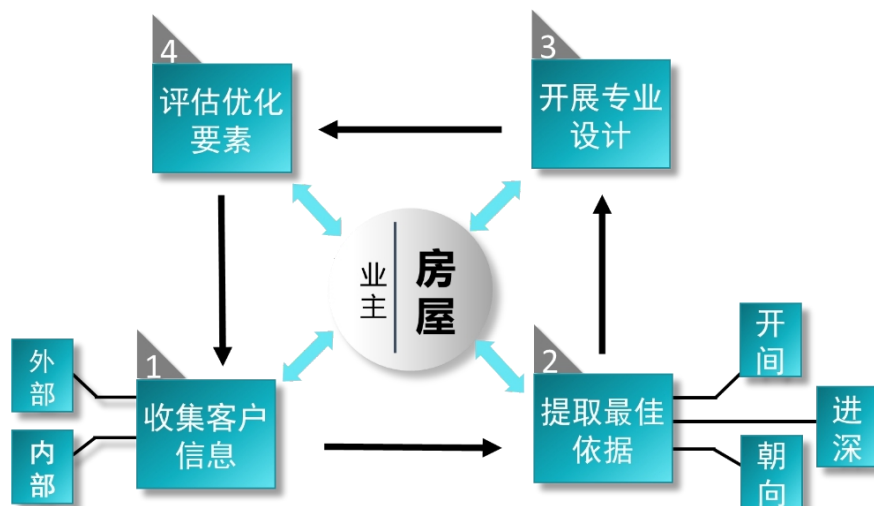 4
评估优化
要素
3
开展专业
设计
业主
房屋
1
收集客户
信息
外部
内部
2
提取最佳
依据
开间
进深
朝向